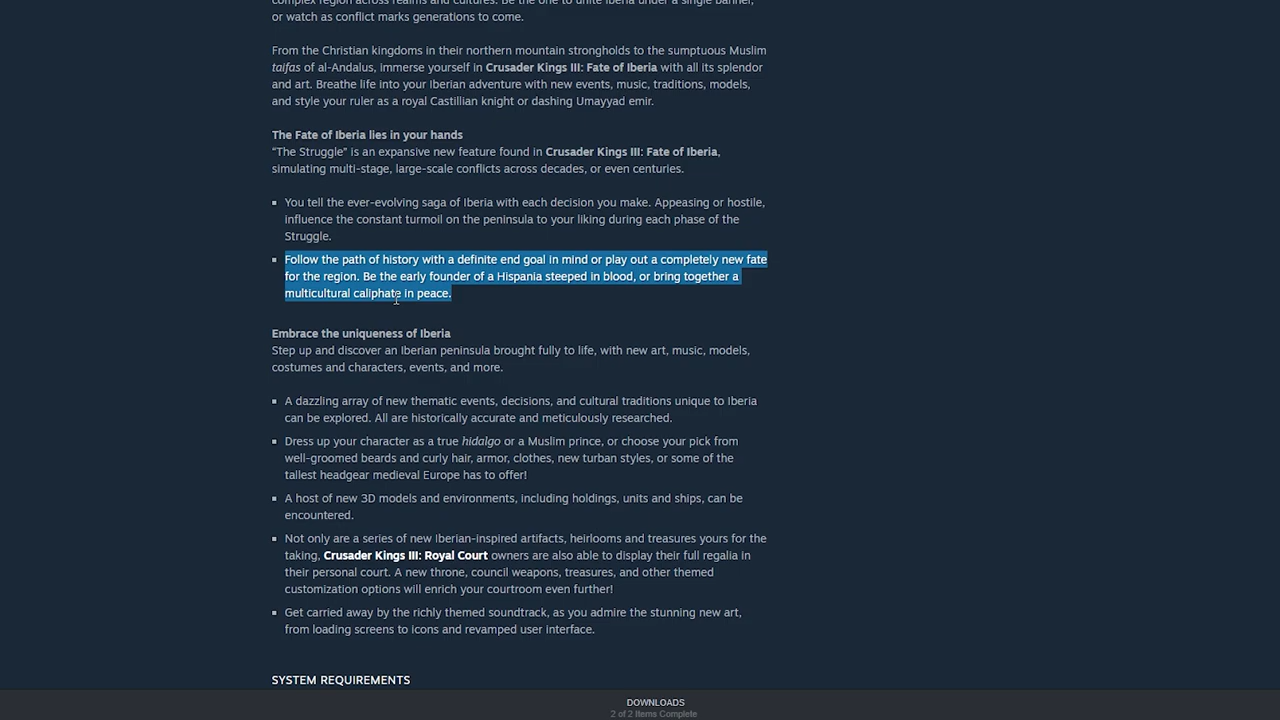 complex region across realms and cultures. Be the one to unite Iberia under a single banner,
or watch as conflict marks generations to come.
From the Christian kingdoms in their northern mountain strongholds to the sumptuous Muslim
taifas of al-Andalus, immerse yourself in Crusader Kings III: Fate of Iberia with all its splendor
and art. Breathe life into your Iberian adventure with new events, music, traditions, models,
and style your ruler as a royal Castillian knight or dashing Umayyad emir.
The Fate of Iberia lies in your hands
“The Struggle” is an expansive new feature found in Crusader Kings III: Fate of Iberia,
simulating multi-stage, large-scale conflicts across decades, or even centuries.
▪ You tell the ever-evolving saga of Iberia with each decision you make. Appeasing or hostile,
influence the constant turmoil on the peninsula to your liking during each phase of the
Struggle.
▪ Follow the path of history with a definite end goal in mind or play out a completely new fate
for the region. Be the early founder of a Hispania steeped in blood, or bring together a
multicultural caliphate in peace.
Embrace the uniqueness of Iberia
Step up and discover an Iberian peninsula brought fully to life, with new art, music, models,
costumes and characters, events, and more.
▪ A dazzling array of new thematic events, decisions, and cultural traditions unique to Iberia
can be explored. All are historically accurate and meticulously researched.
▪ Dress up your character as a true hidalgo or a Muslim prince, or choose your pick from
well-groomed beards and curly hair, armor, clothes, new turban styles, or some of the
tallest headgear medieval Europe has to offer!
▪ A host of new 3D models and environments, including holdings, units and ships, can be
encountered.
▪ Not only are a series of new Iberian-inspired artifacts, heirlooms and treasures yours for the
taking, Crusader Kings III: Royal Court owners are also able to display their full regalia in
their personal court. A new throne, council weapons, treasures, and other themed
customization options will enrich your courtroom even further!
▪ Get carried away by the richly themed soundtrack, as you admire the stunning new art,
from loading screens to icons and revamped user interface.
SYSTEM REQUIREMENTS
DOWNLOADS
2 of 2 Items Complete